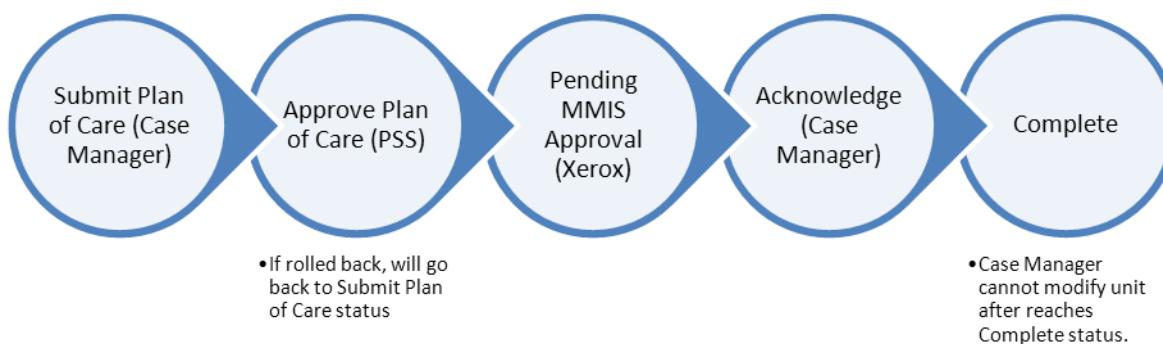 Submit Plan
of Care (Case
Manager)
Approve Plan
of Care (PSS)
Pending
MMIS
Approval
(Xerox)
Acknowledge
(Case
Manager)
Complete
•If rolled back, will go
back to Submit Plan
of Care status
•Case Manager
cannot modify unit
after reaches
Complete status.